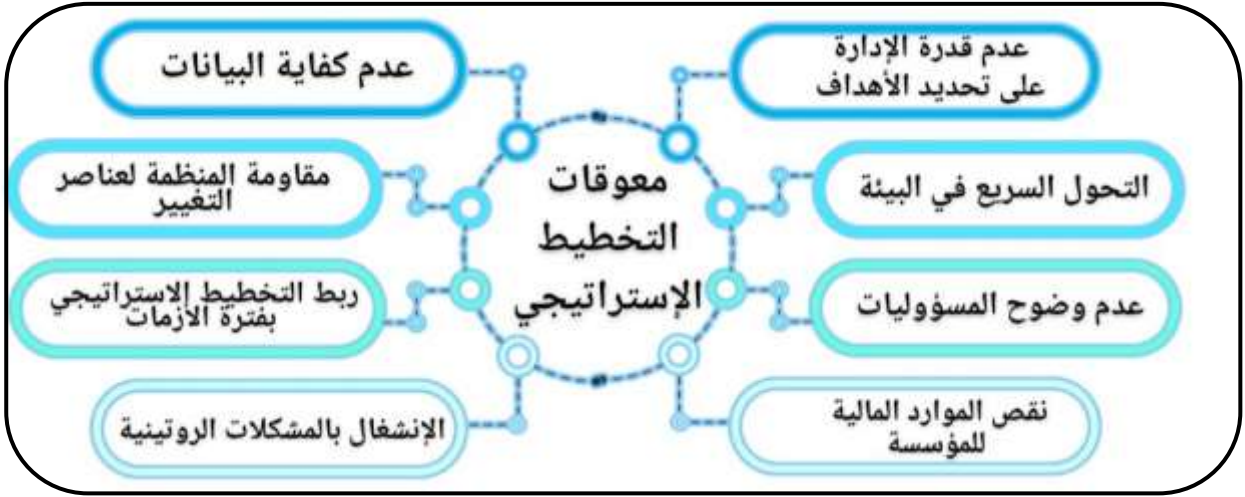 معوقات
التخطيط
الإستراتيجي
عدم قدرة الإدارة
على تحديد الأهداف
التحول السريع في البيئة
عدم وضوح المسؤوليات
نقص الموارد المالية
للمؤسسة
عدم كفاية البيانات
مقاومة المنظمة لعناصر
التغيير
ربط التخطيط الاستراتيجي
بفترة الأزمات
الإنشغال بالمشكلات الروتينية